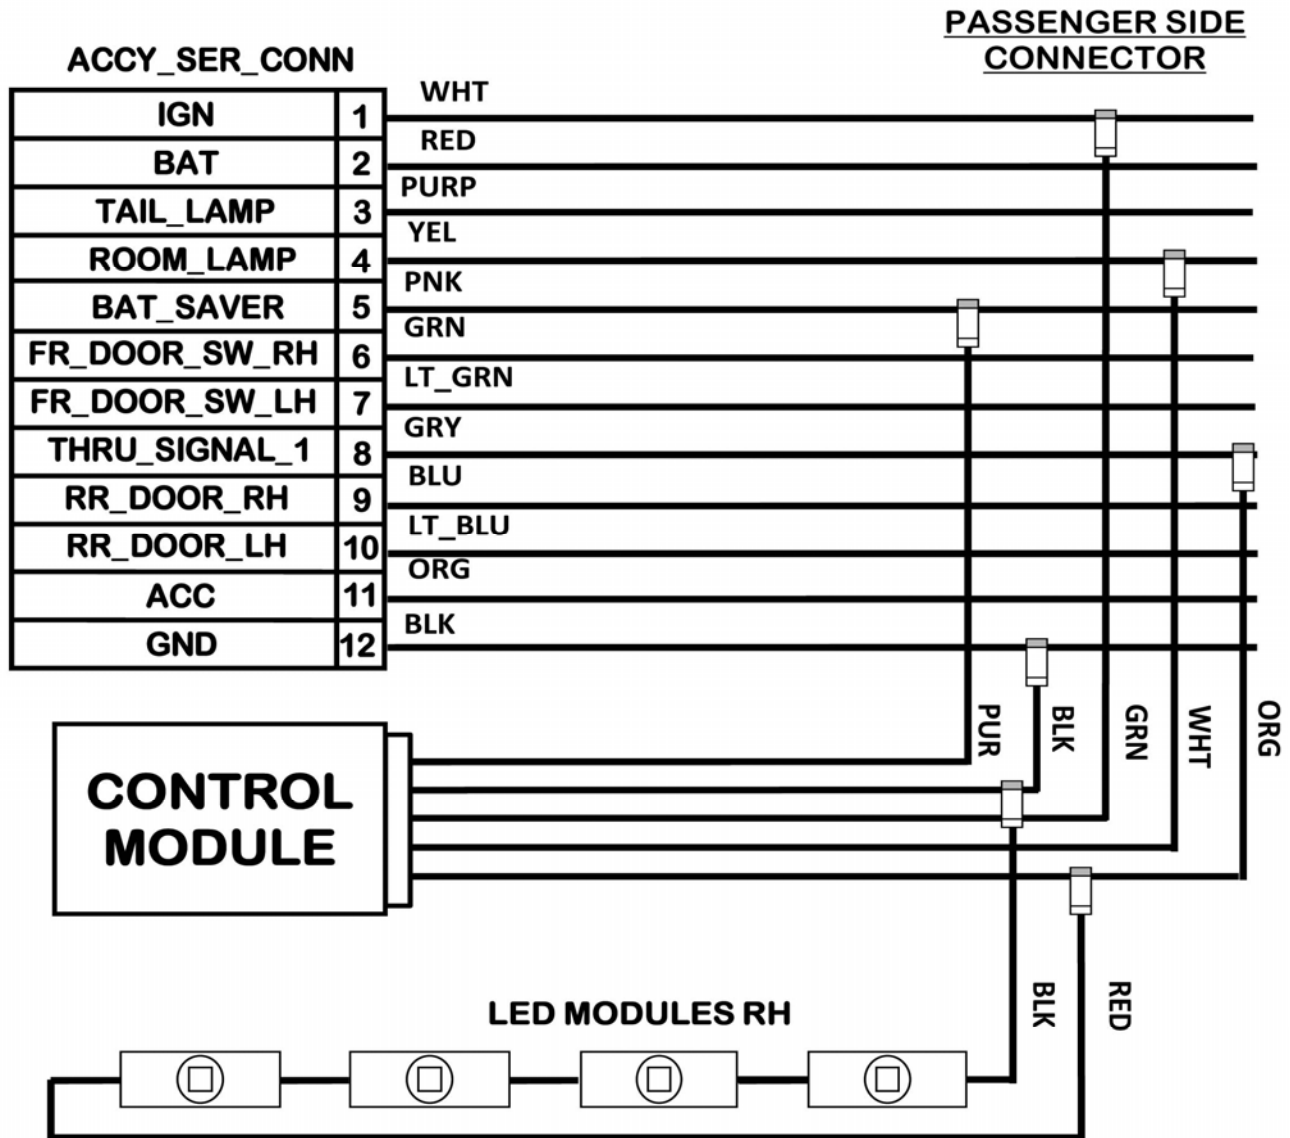 PASSENGER SIDE
CONNECTOR
ACCY_SER_CONN
IGN 1 WHT
BAT 2 RED
TAIL_LAMP 3 PURP
ROOM_LAMP 4 YEL
BAT_SAVER 5 PNK
FR_DOOR_SW_RH 6 GRN
FR_DOOR_SW_LH 7 LT_GRN
THRU_SIGNAL_1 8 GRY
RR_DOOR_RH 9 BLU
RR_DOOR_LH 10 LT_BLU
ACC 11 ORG
GND 12 BLK
PUR
BLK
GRN
WHT
ORG
CONTROL
MODULE
BLK
RED
LED MODULES RH